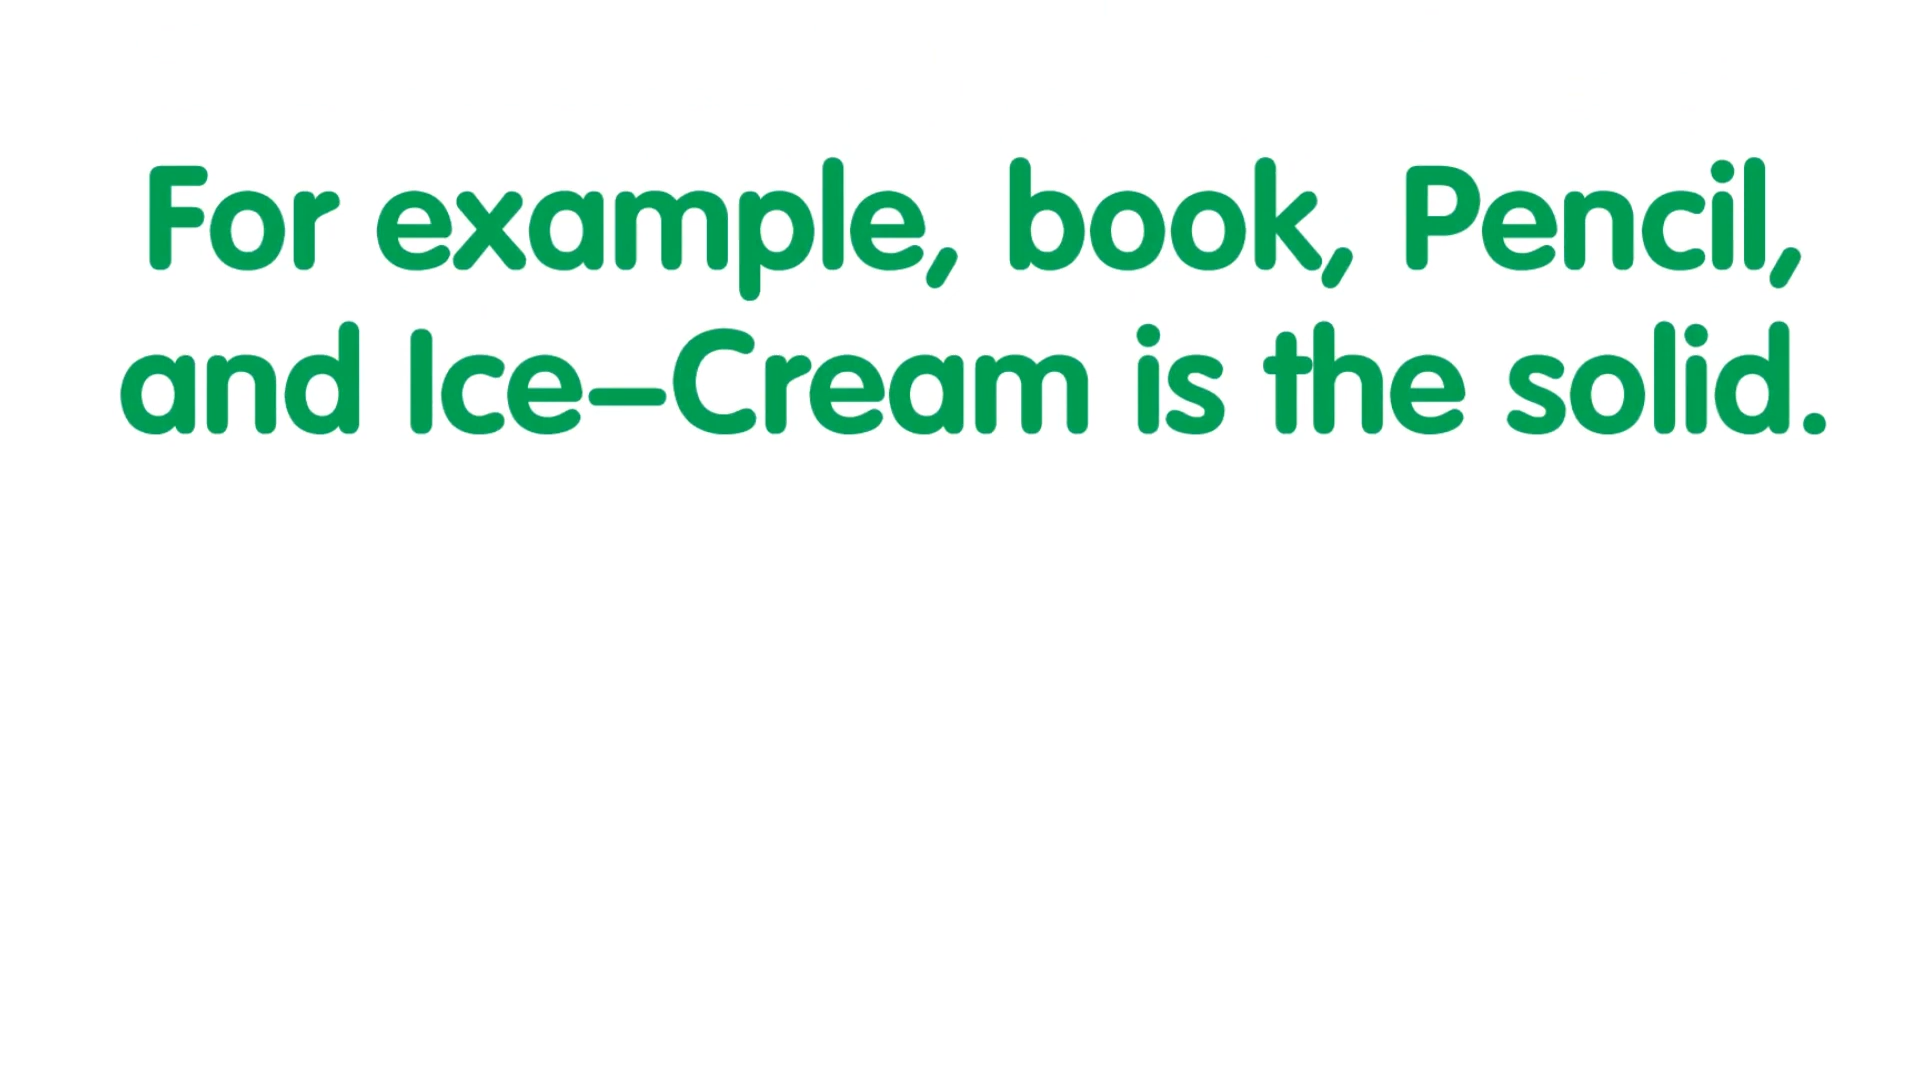 For example, book, Pencil,
and Ice-Cream is the solid.